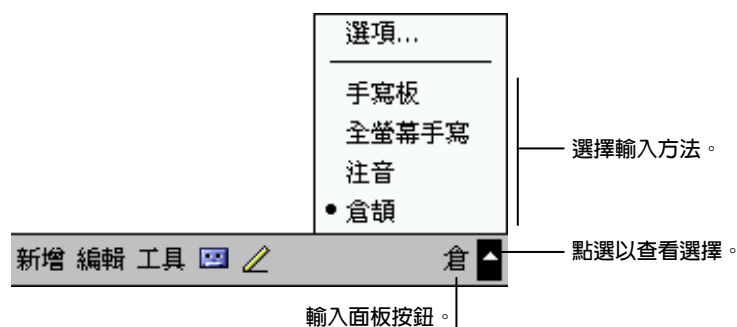 選項...
手寫板
全螢幕手寫
注音
倉頡
選擇輸入方法。
新增 編輯 工具
倉
點選以查看選擇。
輸入面板按鈕。